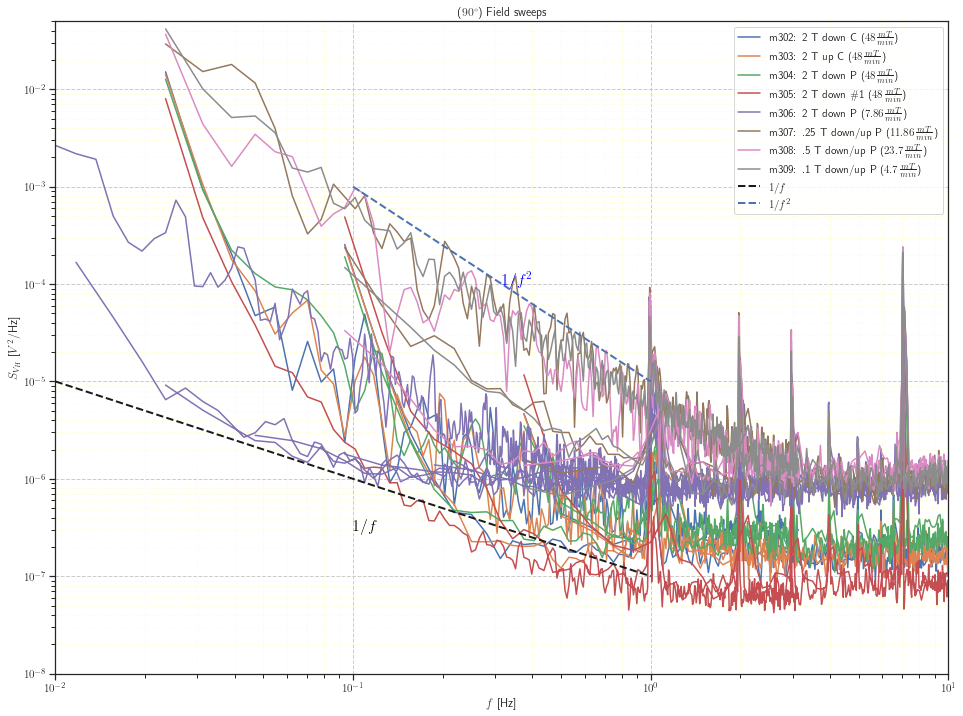 (90°) Field sweeps
m302: 2 T down C (48 mT/min)
m303: 2 T up C (48 mT/min)
m304: 2 T down P (48 mT/min)
m305: 2 T down #1 (48 mT/min)
m306: 2 T down P (7.86 mT/min)
m307: .25 T down/up P (11.86 mT/min)
m308: .5 T down/up P (23.7 mT/min)
m309: .1 T down/up P (4.7 mT/min)
1/f
1/f²
10⁻²
10⁻³
10⁻⁴
10⁻⁵
10⁻⁶
10⁻⁷
10⁻⁸
S_{V_H} [V²/Hz]
1/f²
1/f
10⁻² 10⁻¹ 10⁰ 10¹
f [Hz]